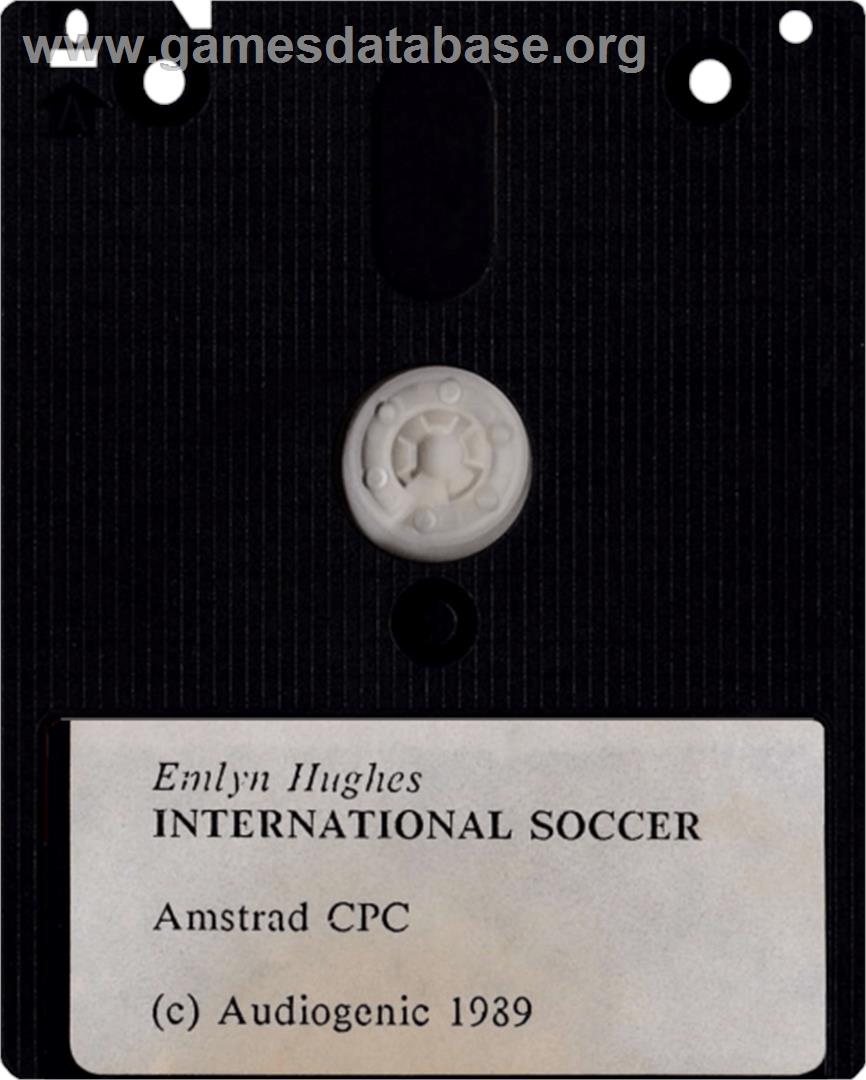 www.gamesdatabase.org
Emlyn Hughes
INTERNATIONAL SOCCER
Amstrad CPC
(c) Audiogenic 1989